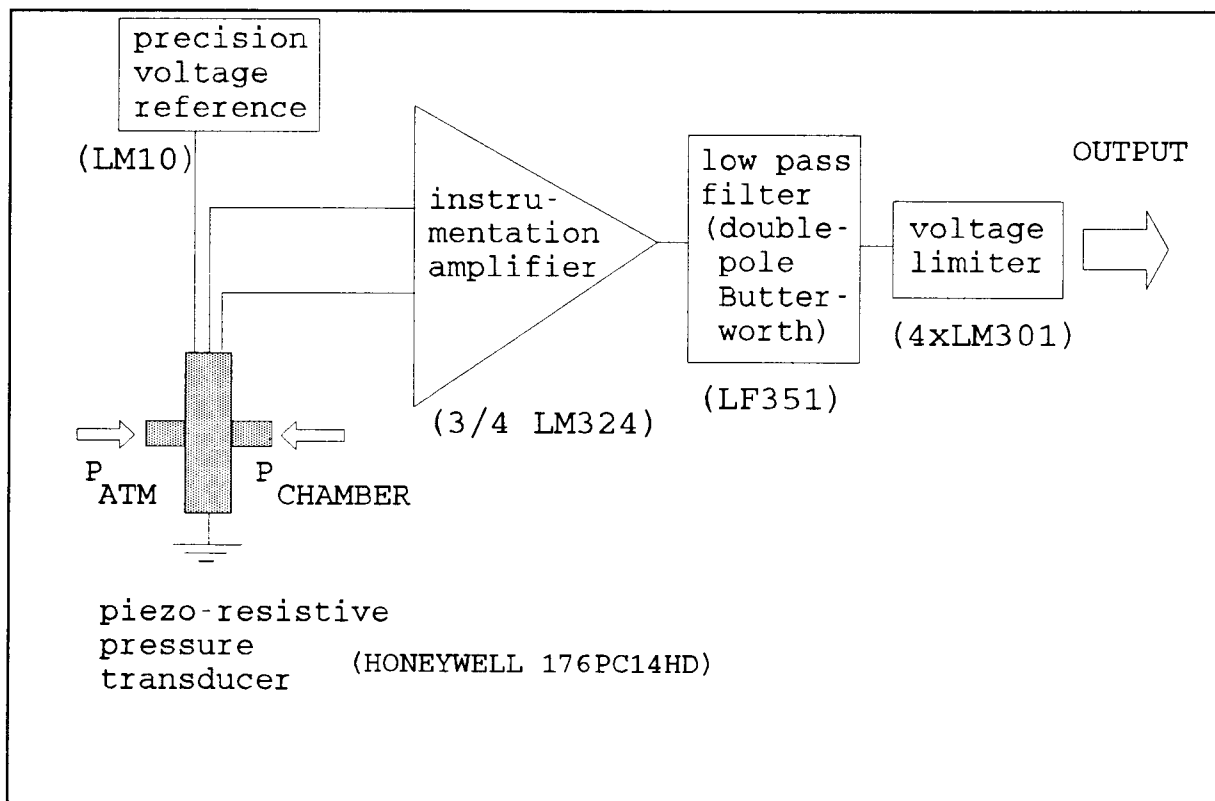 precision
voltage
reference
(LM10)
instru-
mentation
amplifier
(3/4 LM324)
low pass
filter
(double-
pole
Butter-
worth)
(LF351)
voltage
limiter
(4xLM301)
OUTPUT
P ATM
P CHAMBER
piezo-resistive
pressure
transducer
(HONEYWELL 176PC14HD)